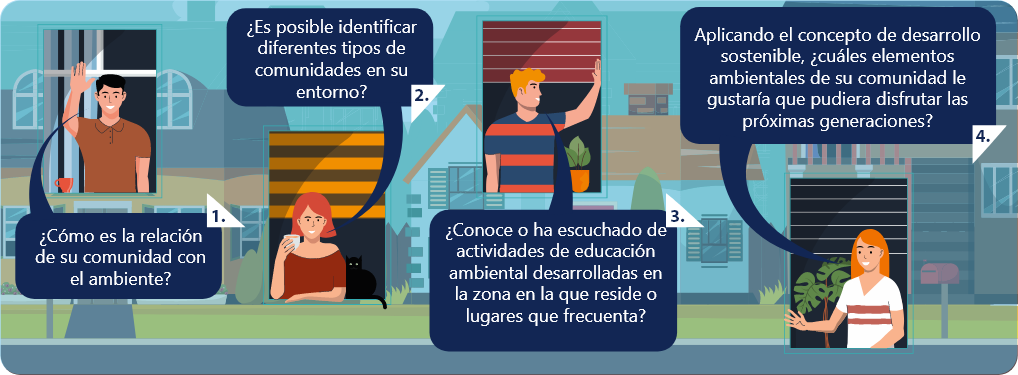 ¿Cómo es la relación
de su comunidad con
el ambiente?
1.
¿Es posible identificar
diferentes tipos de
comunidades en su
entorno?
2.
¿Conoce o ha escuchado de
actividades de educación
ambiental desarrolladas en
la zona en la que reside o
lugares que frecuenta?
3.
Aplicando el concepto de desarrollo
sostenible, ¿cuáles elementos
ambientales de su comunidad le
gustaría que pudiera disfrutar las
próximas generaciones?
4.